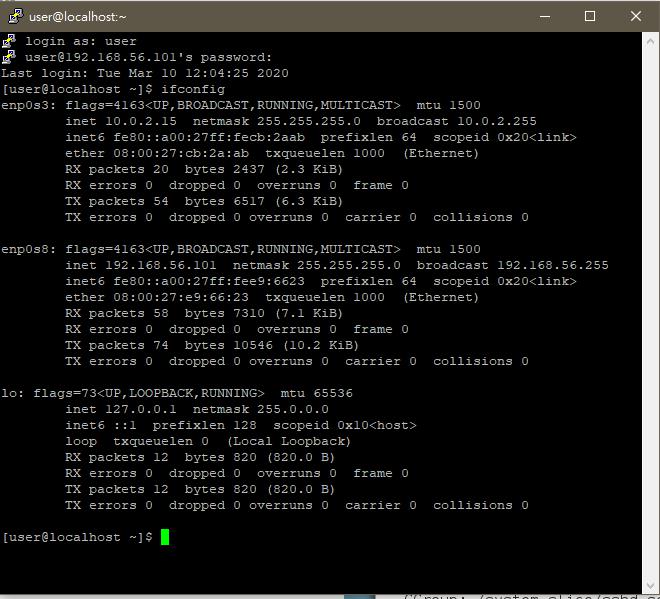 user@localhost:~
login as: user
user@192.168.56.101's password:
Last login: Tue Mar 10 12:04:25 2020
[user@localhost ~]$ ifconfig
enp0s3: flags=4163<UP,BROADCAST,RUNNING,MULTICAST>  mtu 1500
        inet 10.0.2.15  netmask 255.255.255.0  broadcast 10.0.2.255
        inet6 fe80::a00:27ff:fecb:2aab  prefixlen 64  scopeid 0x20<link>
        ether 08:00:27:cb:2a:ab  txqueuelen 1000  (Ethernet)
        RX packets 20  bytes 2437 (2.3 KiB)
        RX errors 0  dropped 0  overruns 0  frame 0
        TX packets 54  bytes 6517 (6.3 KiB)
        TX errors 0  dropped 0 overruns 0  carrier 0  collisions 0

enp0s8: flags=4163<UP,BROADCAST,RUNNING,MULTICAST>  mtu 1500
        inet 192.168.56.101  netmask 255.255.255.0  broadcast 192.168.56.255
        inet6 fe80::a00:27ff:fee9:6623  prefixlen 64  scopeid 0x20<link>
        ether 08:00:27:e9:66:23  txqueuelen 1000  (Ethernet)
        RX packets 58  bytes 7310 (7.1 KiB)
        RX errors 0  dropped 0  overruns 0  frame 0
        TX packets 74  bytes 10546 (10.2 KiB)
        TX errors 0  dropped 0 overruns 0  carrier 0  collisions 0

lo: flags=73<UP,LOOPBACK,RUNNING>  mtu 65536
        inet 127.0.0.1  netmask 255.0.0.0
        inet6 ::1  prefixlen 128  scopeid 0x10<host>
        loop  txqueuelen 0  (Local Loopback)
        RX packets 12  bytes 820 (820.0 B)
        RX errors 0  dropped 0  overruns 0  frame 0
        TX packets 12  bytes 820 (820.0 B)
        TX errors 0  dropped 0 overruns 0  carrier 0  collisions 0

[user@localhost ~]$